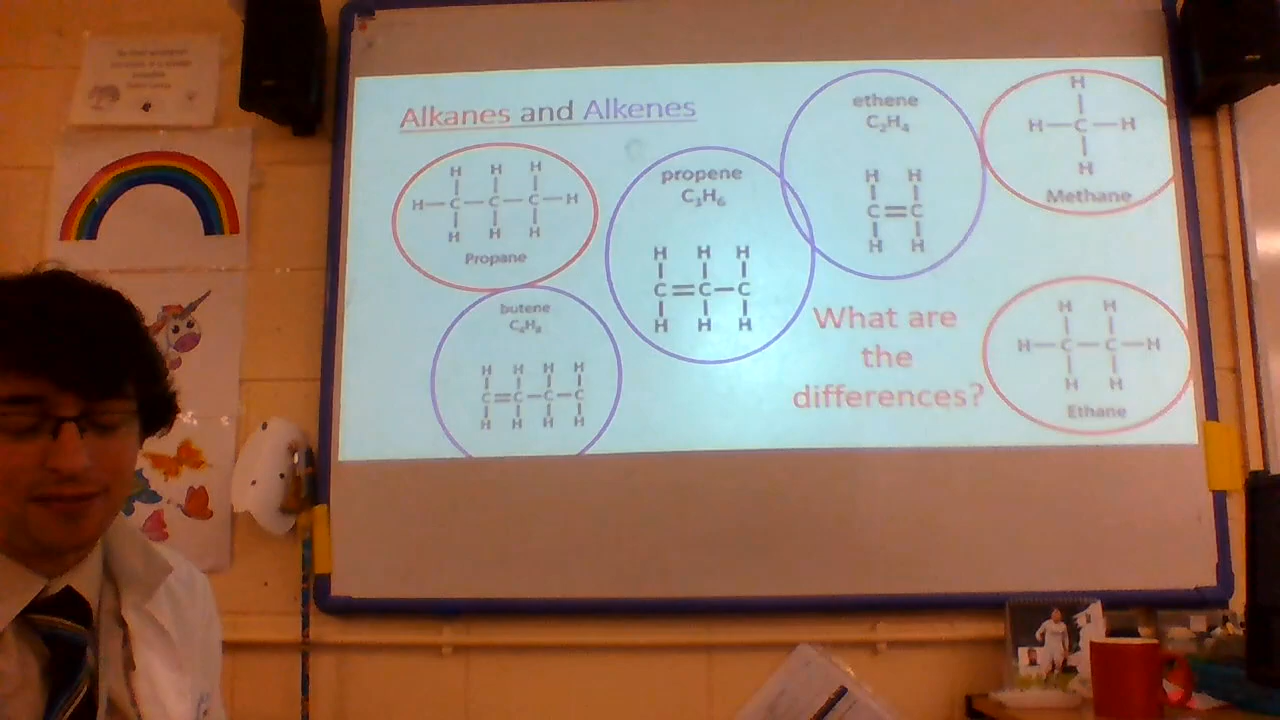 Alkanes and Alkenes
H H H
H—C—C—C—H
H H H
Propane
propene
C₃H₆
H H H
C=C—C
H H H
ethene
C₂H₄
H H
C=C
H H
H
H—C—H
H
Methane
butene
C₄H₈
H H H H
C=C—C—C
H H H H
What are
the
differences?
H H
H—C—C—H
H H
Ethane